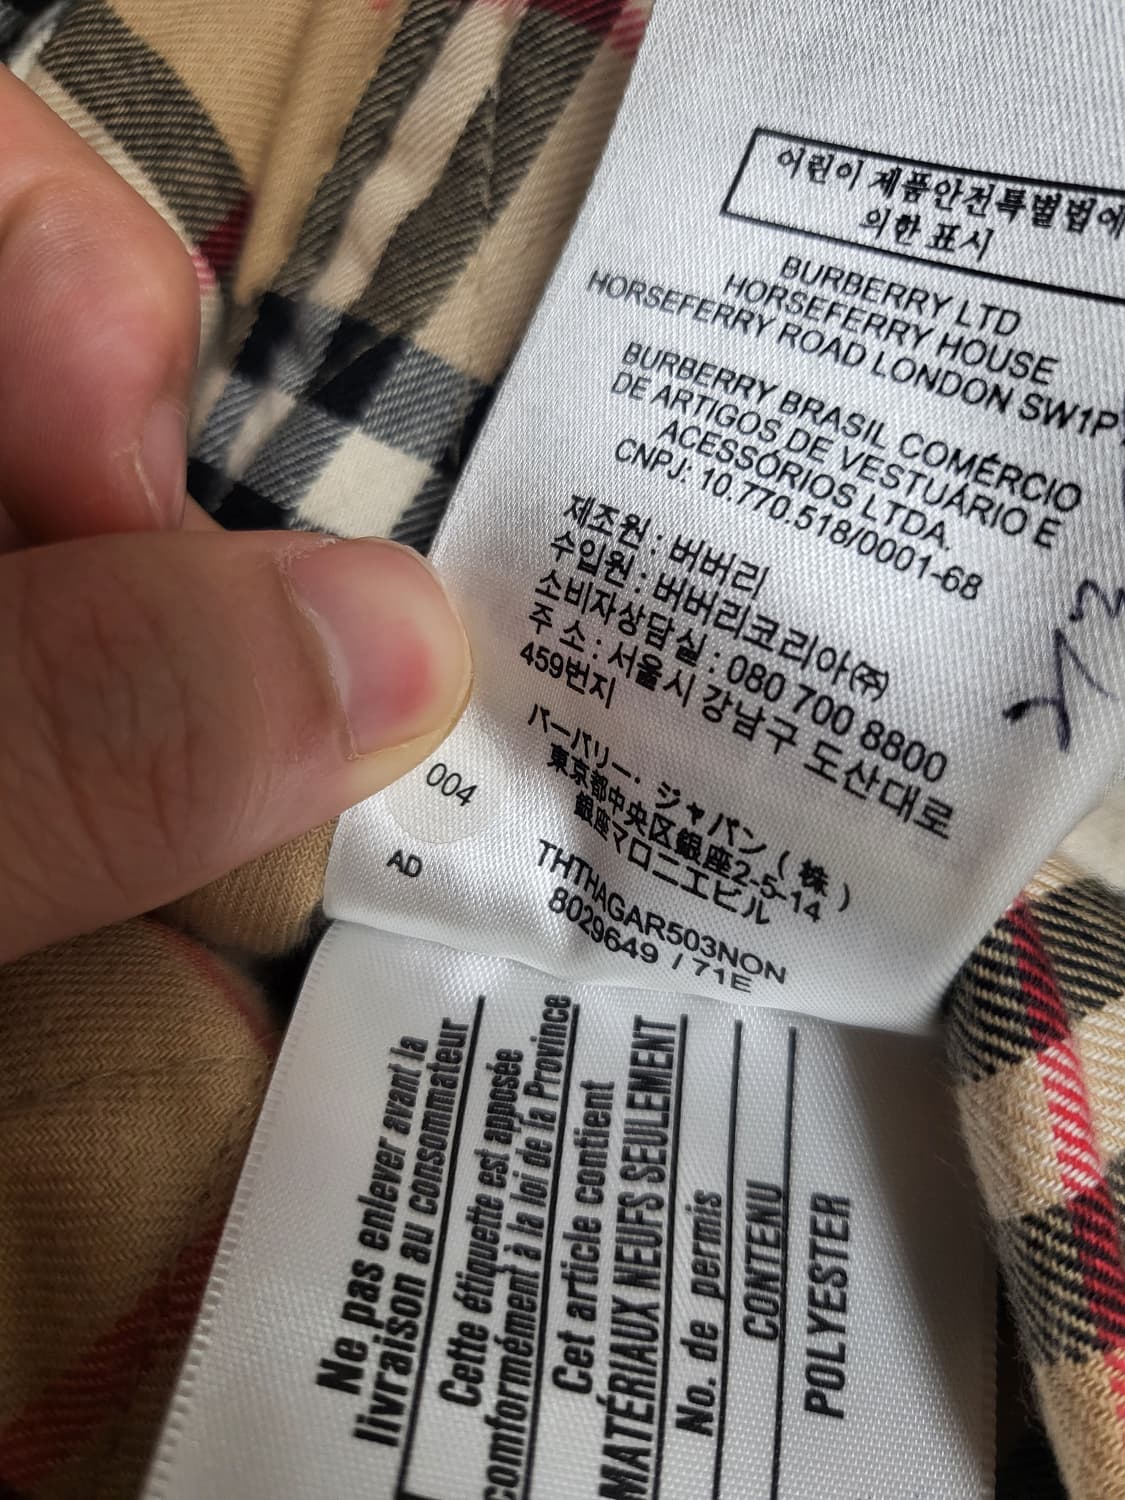 어린이 제품안전특별법에
의한 표시
BURBERRY LTD
HORSEFERRY HOUSE
HORSEFERRY ROAD LONDON SW1P
BURBERRY BRASIL COMÉRCIO
DE ARTIGOS DE VESTUÁRIO E
ACESSÓRIOS LTDA.
CNPJ: 10.770.518/0001-68
제조원 : 버버리
수입원 : 버버리코리아(주)
소비자상담실 : 080 700 8800
주 소 : 서울시 강남구 도산대로
459번지
バーバリー・ジャパン(株)
東京都中央区銀座2-5-14
銀座マロニエビル
004
AD
THTHAGAR503NON
8029649 / 71E
Ne pas enlever avant la
livraison au consommateur
Cette étiquette est apposée
conformément à la loi de la Province
Cet article contient
MATÉRIAUX NEUFS SEULEMENT
No. de permis
CONTENU
POLYESTER